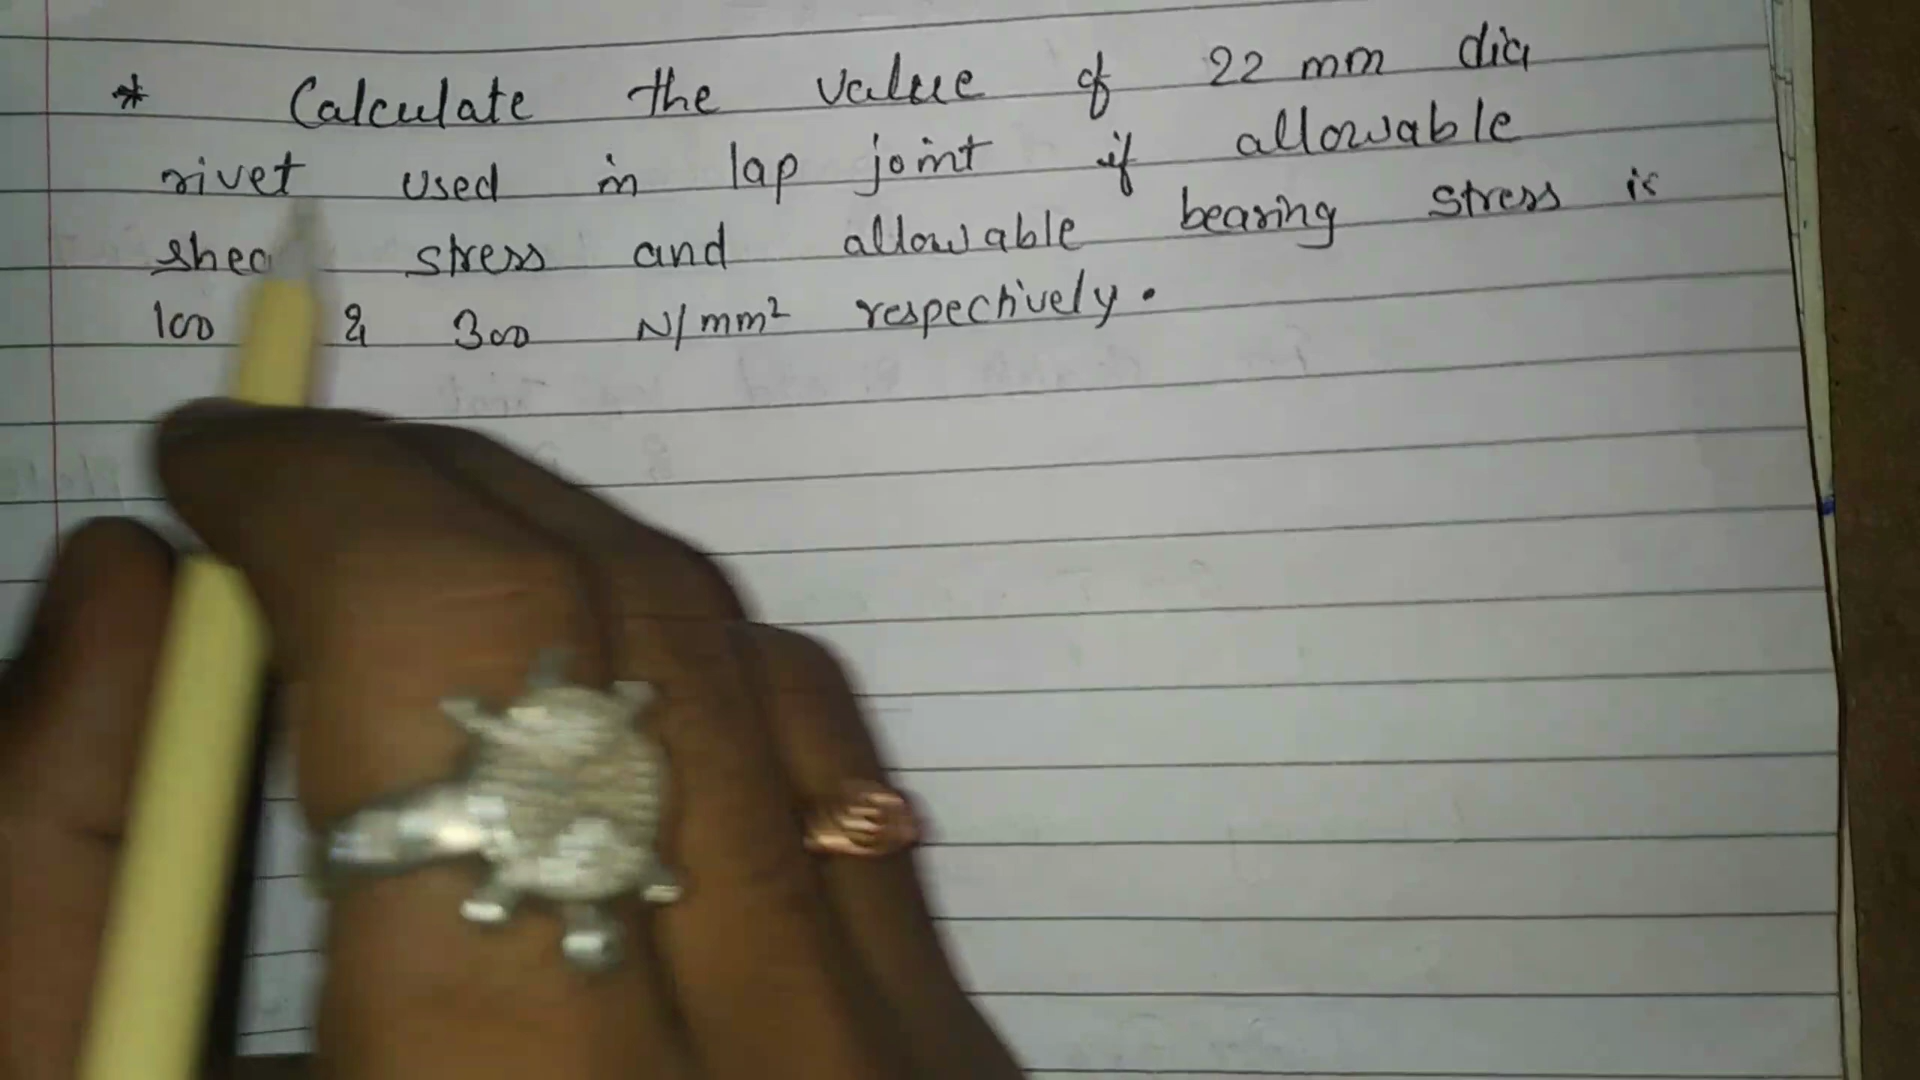 * Calculate the value of 22 mm dia
rivet used in lap joint if allowable
shea stress and allowable bearing stress is
100 & 300 N/mm² respectively.